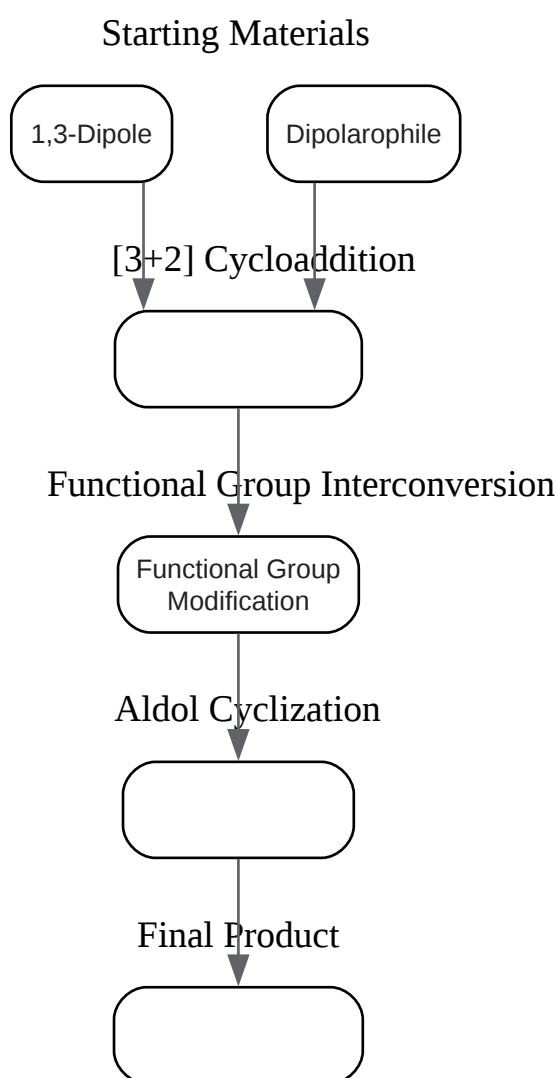 Starting Materials
1,3-Dipole
Dipolarophile
[3+2] Cycloaddition
Functional Group Interconversion
Functional Group
Modification
Aldol Cyclization
Final Product